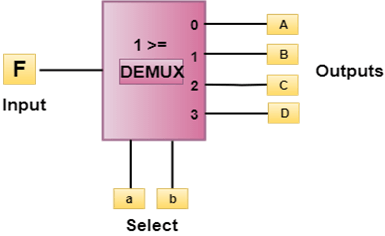 F
Input
1 >=
DEMUX
0
1
2
3
A
B
C
D
Outputs
a
b
Select